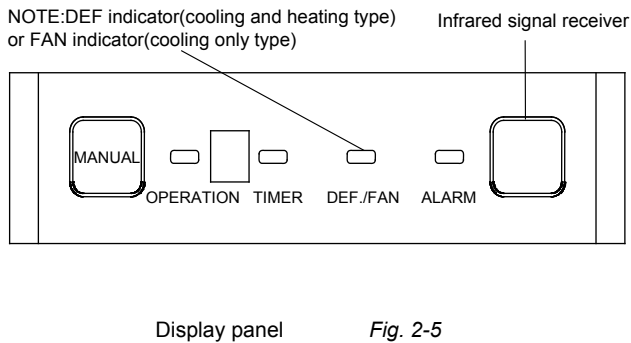 NOTE:DEF indicator(cooling and heating type)
or FAN indicator(cooling only type)
Infrared signal receiver
MANUAL
OPERATION TIMER DEF./FAN ALARM
Display panel Fig. 2-5